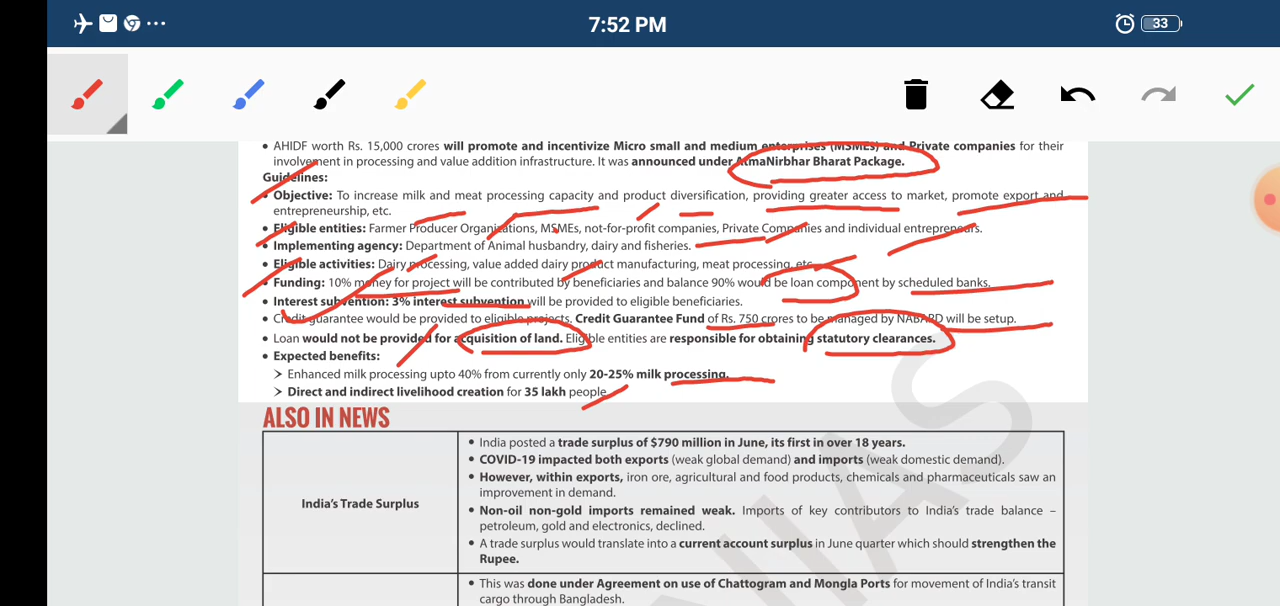 7:52 PM
33
• AHIDF worth Rs. 15,000 crores will promote and incentivize Micro small and medium enterprises (MSMEs) and Private companies for their
involvement in processing and value addition infrastructure. It was announced under AtmaNirbhar Bharat Package.
Guidelines:
• Objective: To increase milk and meat processing capacity and product diversification, providing greater access to market, promote export and
entrepreneurship, etc.
• Eligible entities: Farmer Producer Organizations, MSMEs, not-for-profit companies, Private Companies and individual entrepreneurs.
• Implementing agency: Department of Animal husbandry, dairy and fisheries.
• Eligible activities: Dairy processing, value added dairy product manufacturing, meat processing, etc.
• Funding: 10% money for project will be contributed by beneficiaries and balance 90% would be loan component by scheduled banks.
• Interest subvention: 3% interest subvention will be provided to eligible beneficiaries.
• Credit guarantee would be provided to eligible projects. Credit Guarantee Fund of Rs. 750 crores to be managed by NABARD will be setup.
• Loan would not be provided for acquisition of land. Eligible entities are responsible for obtaining statutory clearances.
• Expected benefits:
➢ Enhanced milk processing upto 40% from currently only 20-25% milk processing.
➢ Direct and indirect livelihood creation for 35 lakh people
ALSO IN NEWS
India's Trade Surplus
• India posted a trade surplus of $790 million in June, its first in over 18 years.
• COVID-19 impacted both exports (weak global demand) and imports (weak domestic demand).
• However, within exports, iron ore, agricultural and food products, chemicals and pharmaceuticals saw an
improvement in demand.
• Non-oil non-gold imports remained weak. Imports of key contributors to India's trade balance –
petroleum, gold and electronics, declined.
• A trade surplus would translate into a current account surplus in June quarter which should strengthen the
Rupee.
• This was done under Agreement on use of Chattogram and Mongla Ports for movement of India's transit
cargo through Bangladesh.